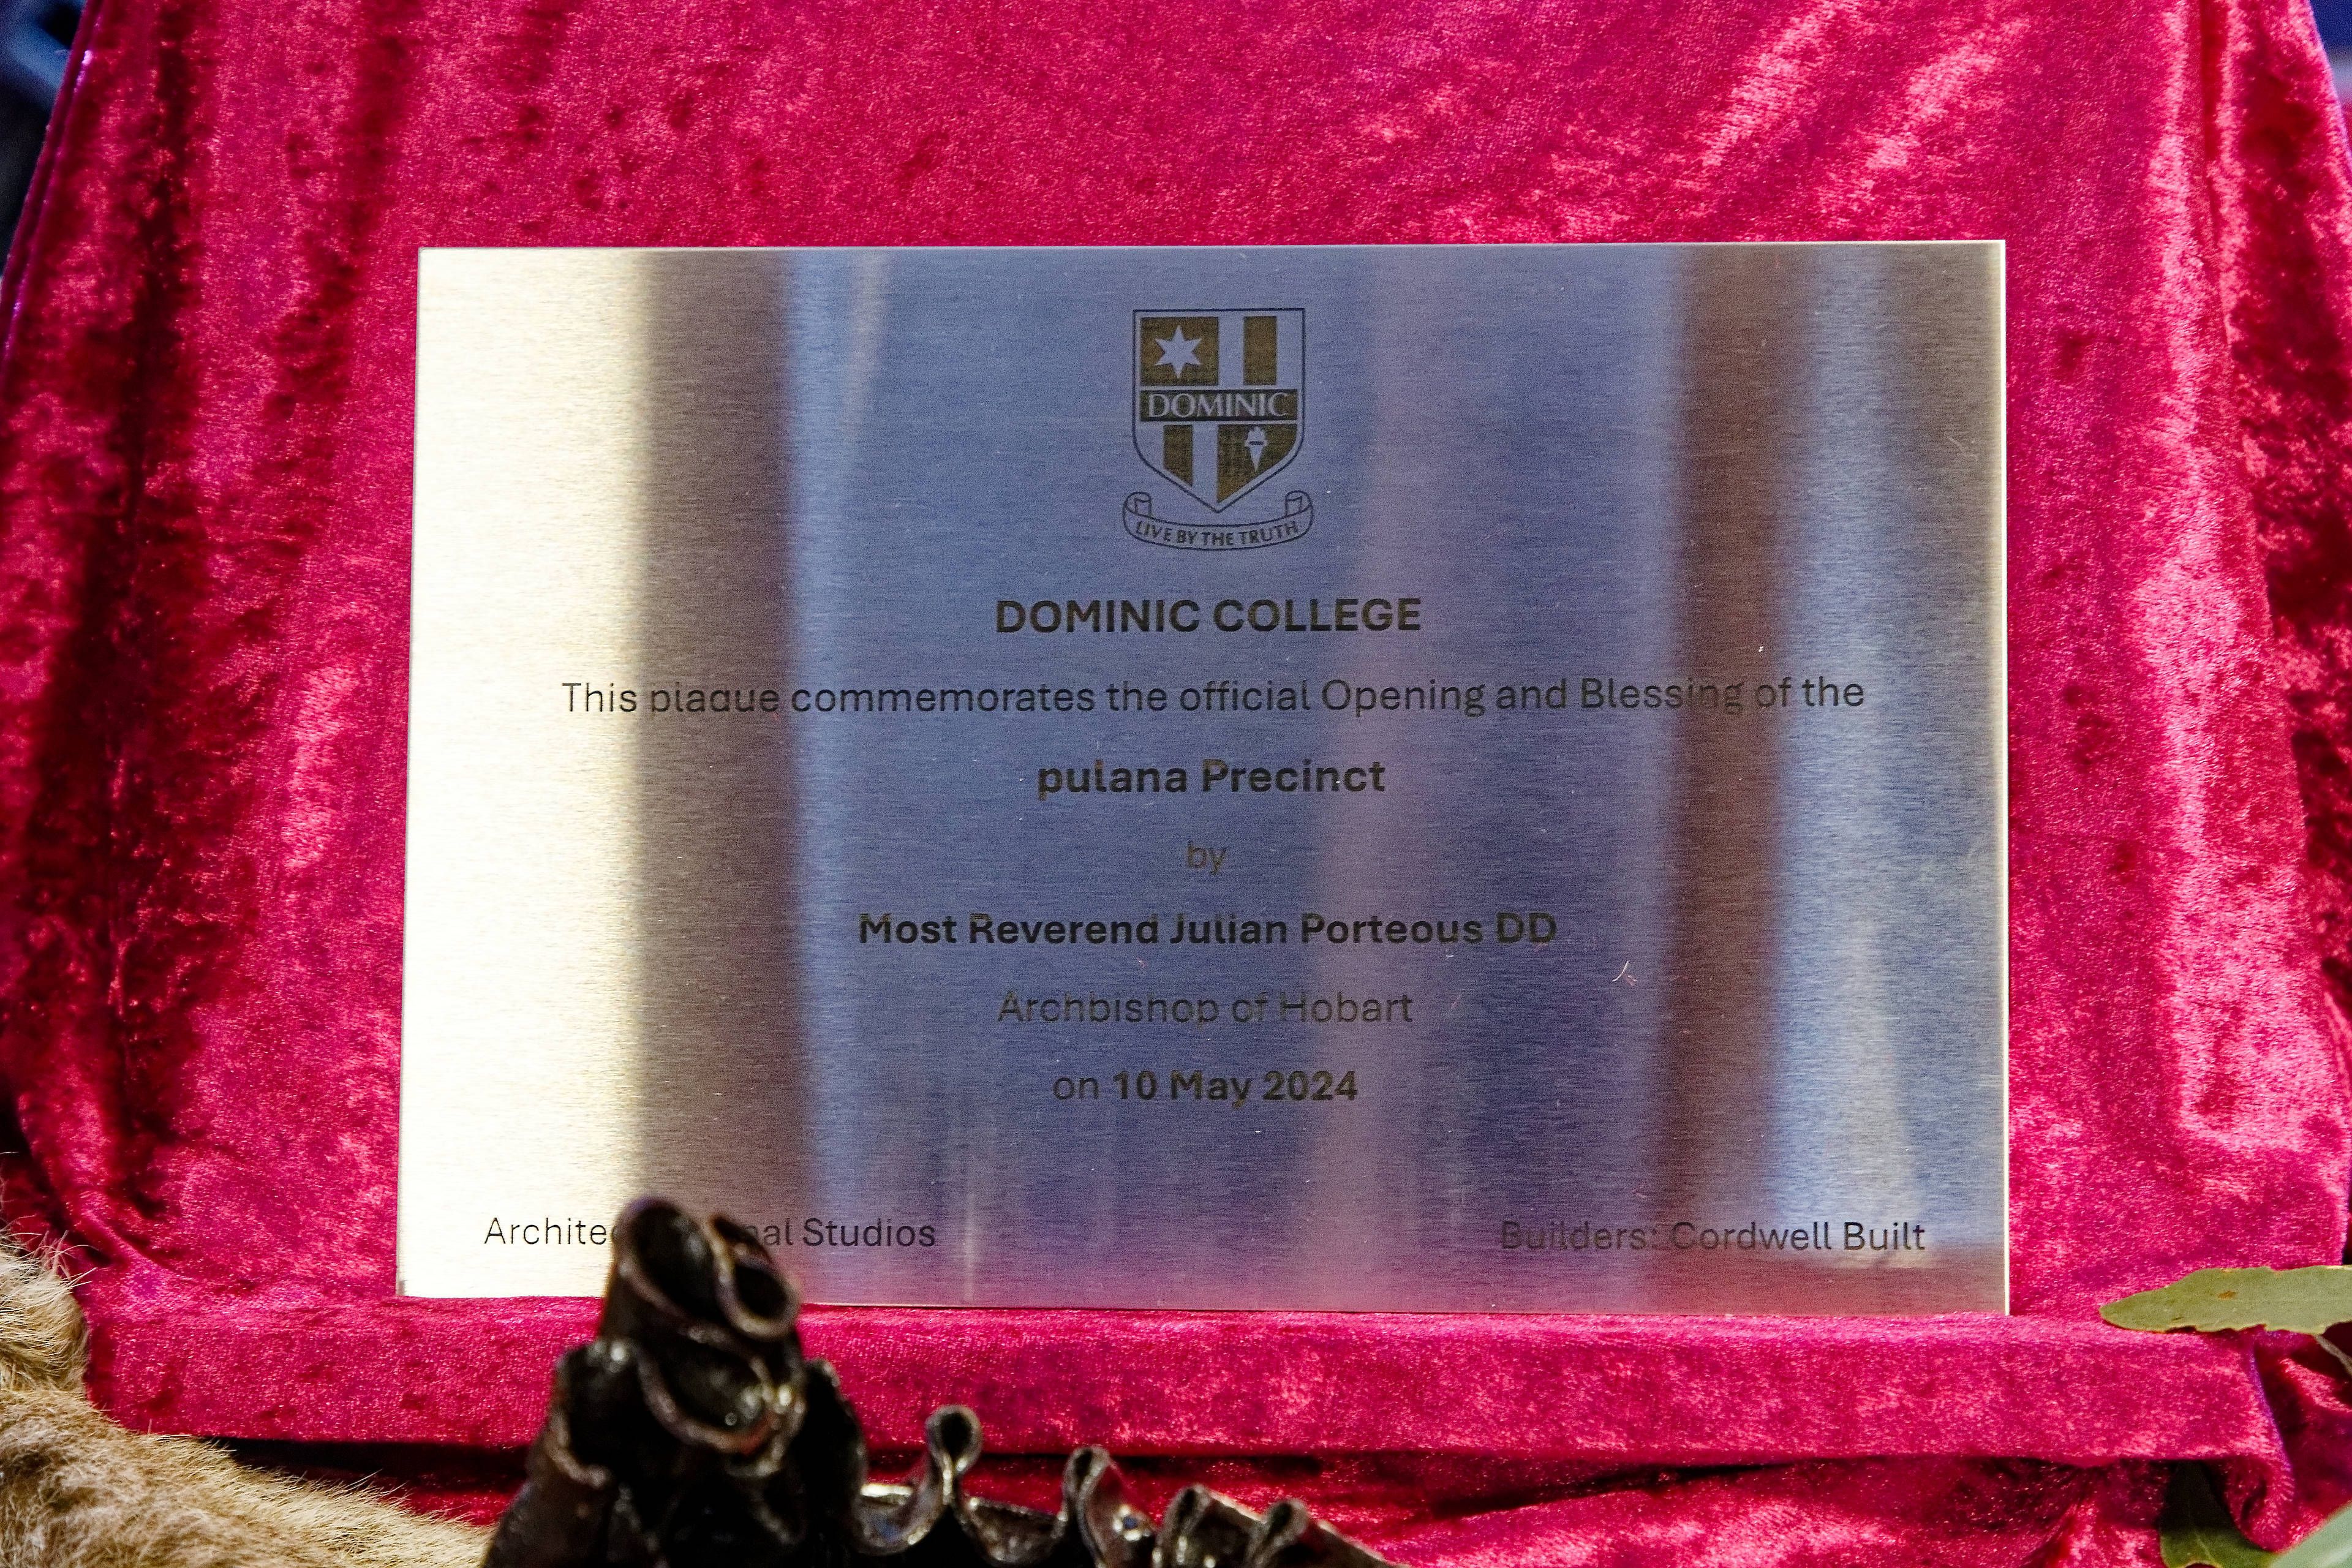 DOMINIC
LIVE BY THE TRUTH
DOMINIC COLLEGE
This plaque commemorates the official Opening and Blessing of the
pulana Precinct
by
Most Reverend Julian Porteous DD
Archbishop of Hobart
on 10 May 2024
Studios
Builders: Cordwell Built